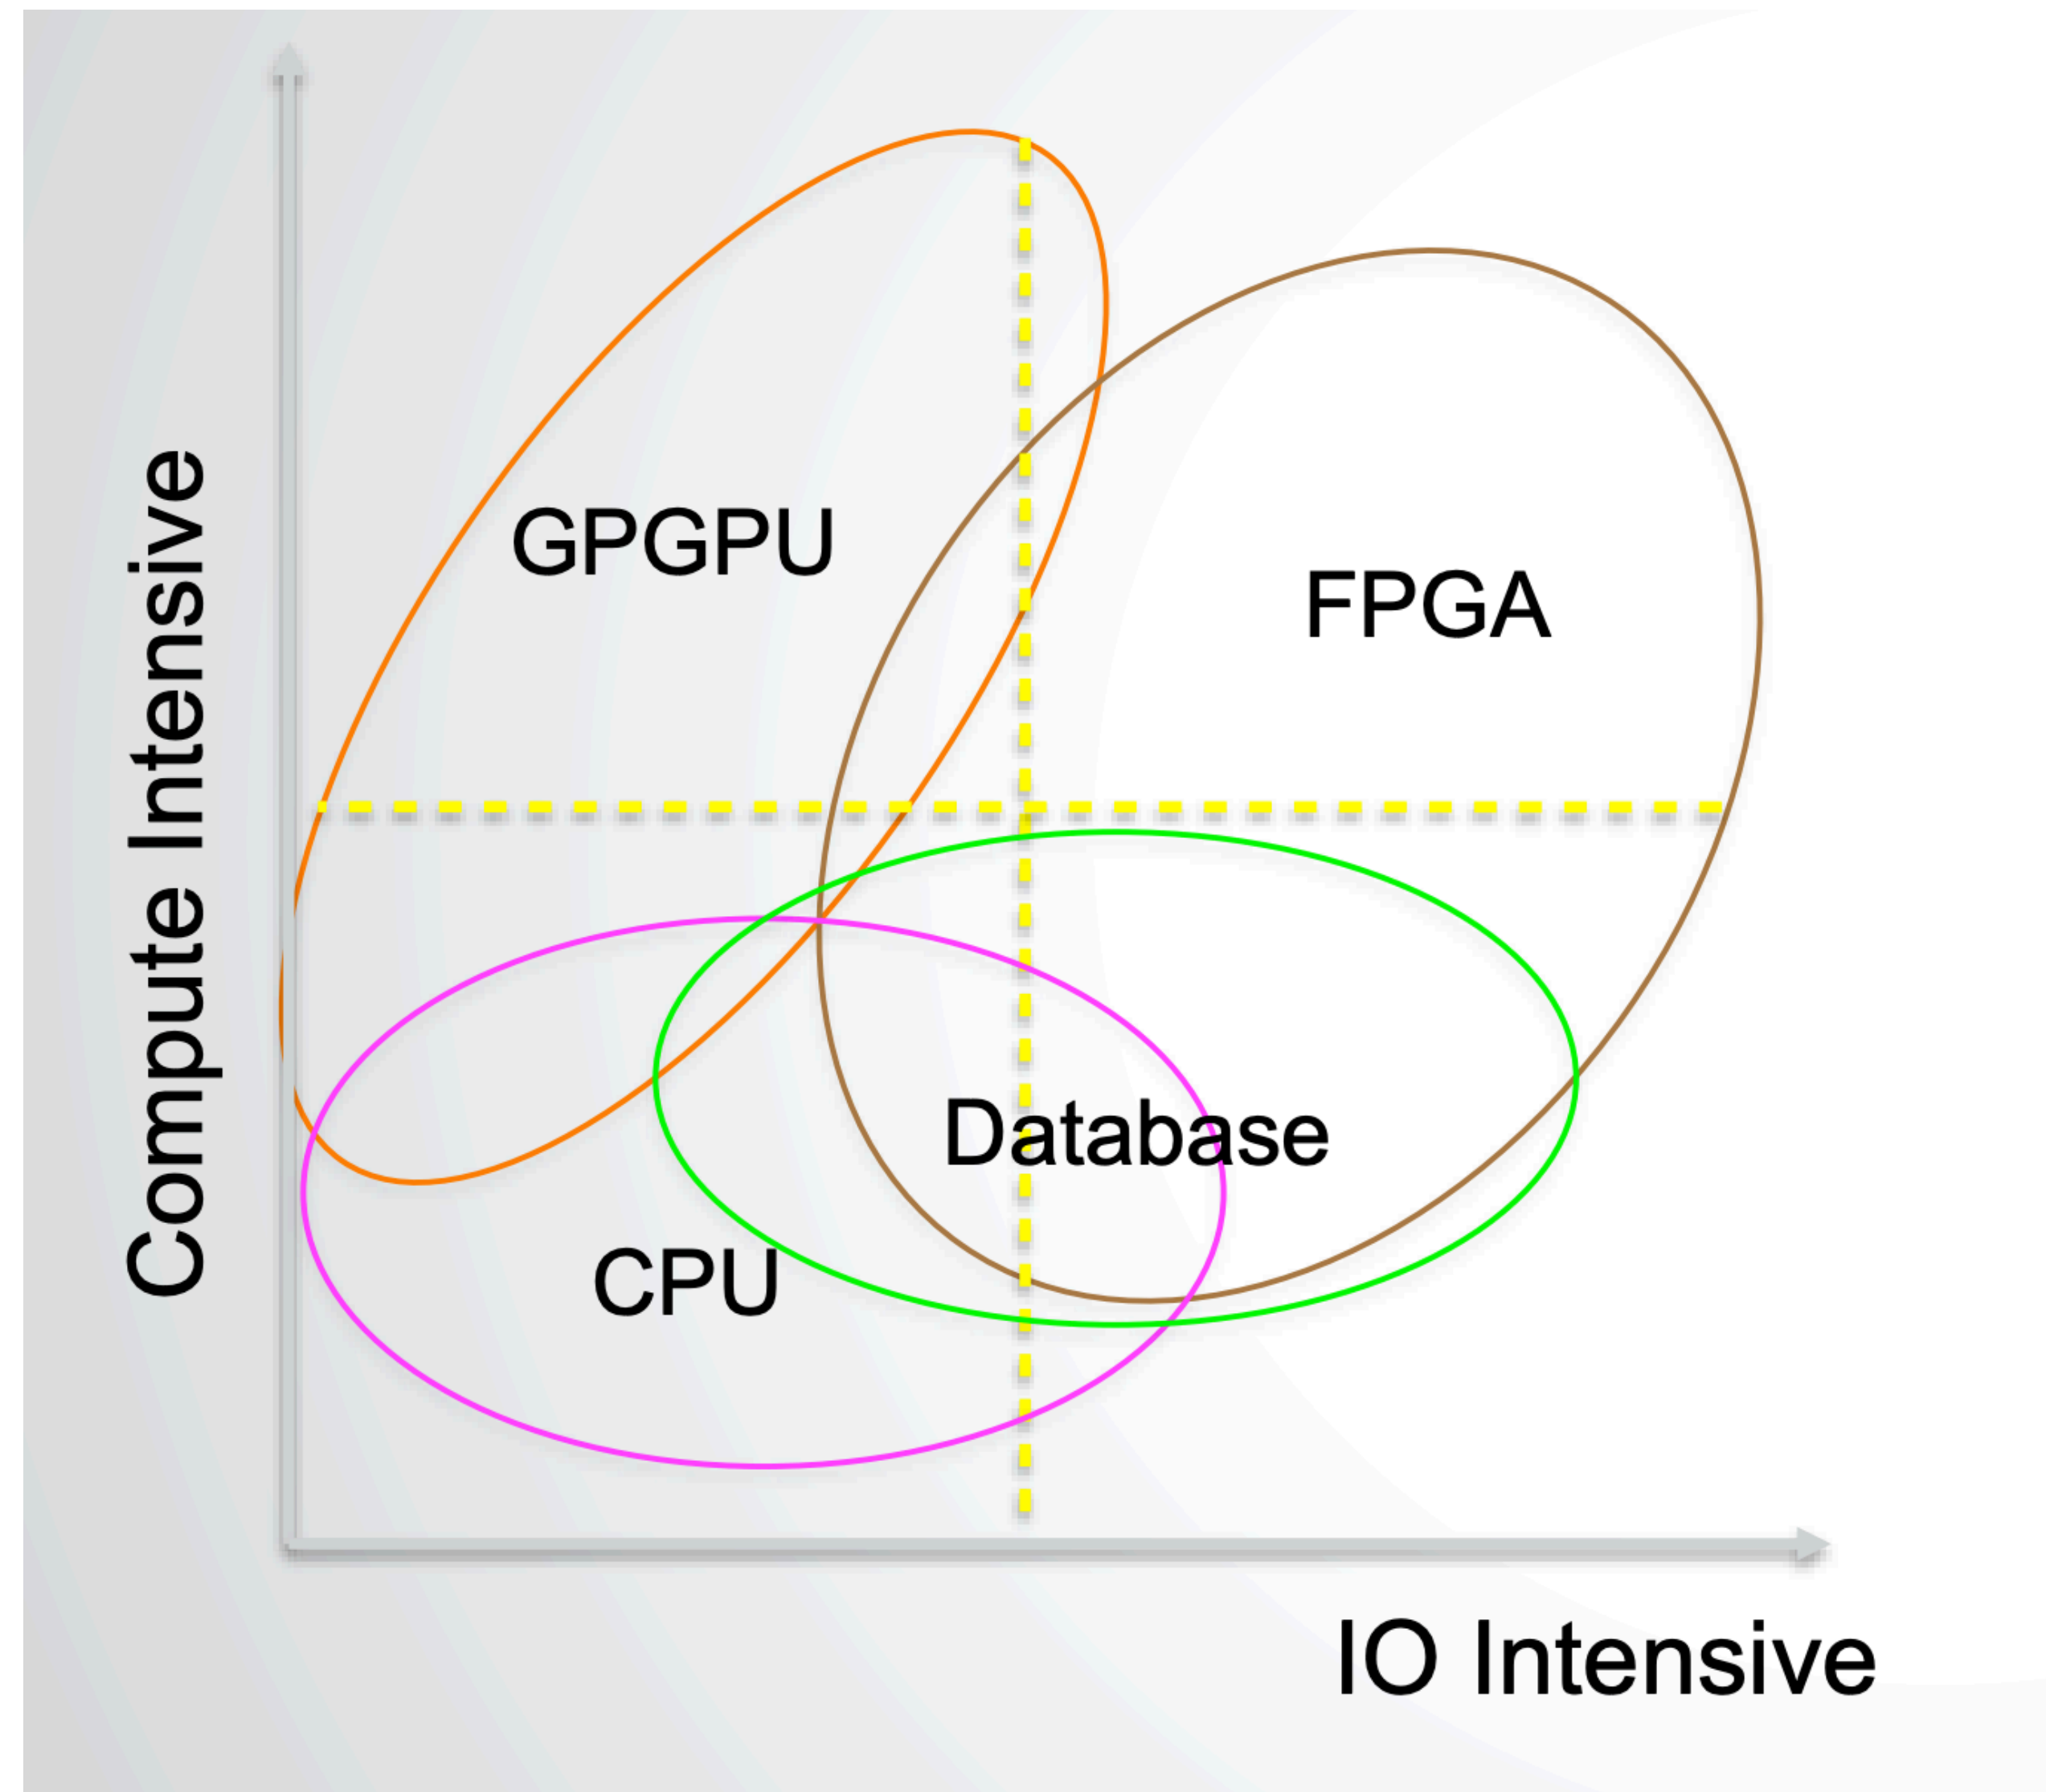 Compute Intensive
GPGPU
FPGA
Database
CPU
IO Intensive